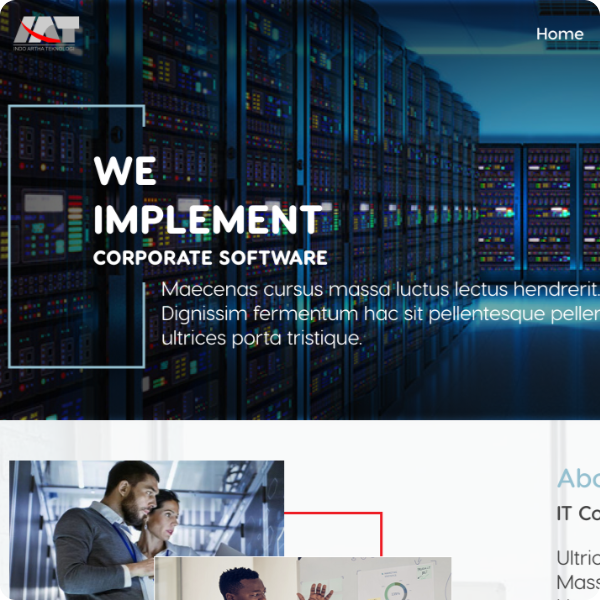 IAT
INDO ARTHA TEKNOLOGI
Home
WE
IMPLEMENT
CORPORATE SOFTWARE
Maecenas cursus massa luctus lectus hendrerit.
Dignissim fermentum hac sit pellentesque peller
ultrices porta tristique.
Abo
IT Co
Ultric
Mass